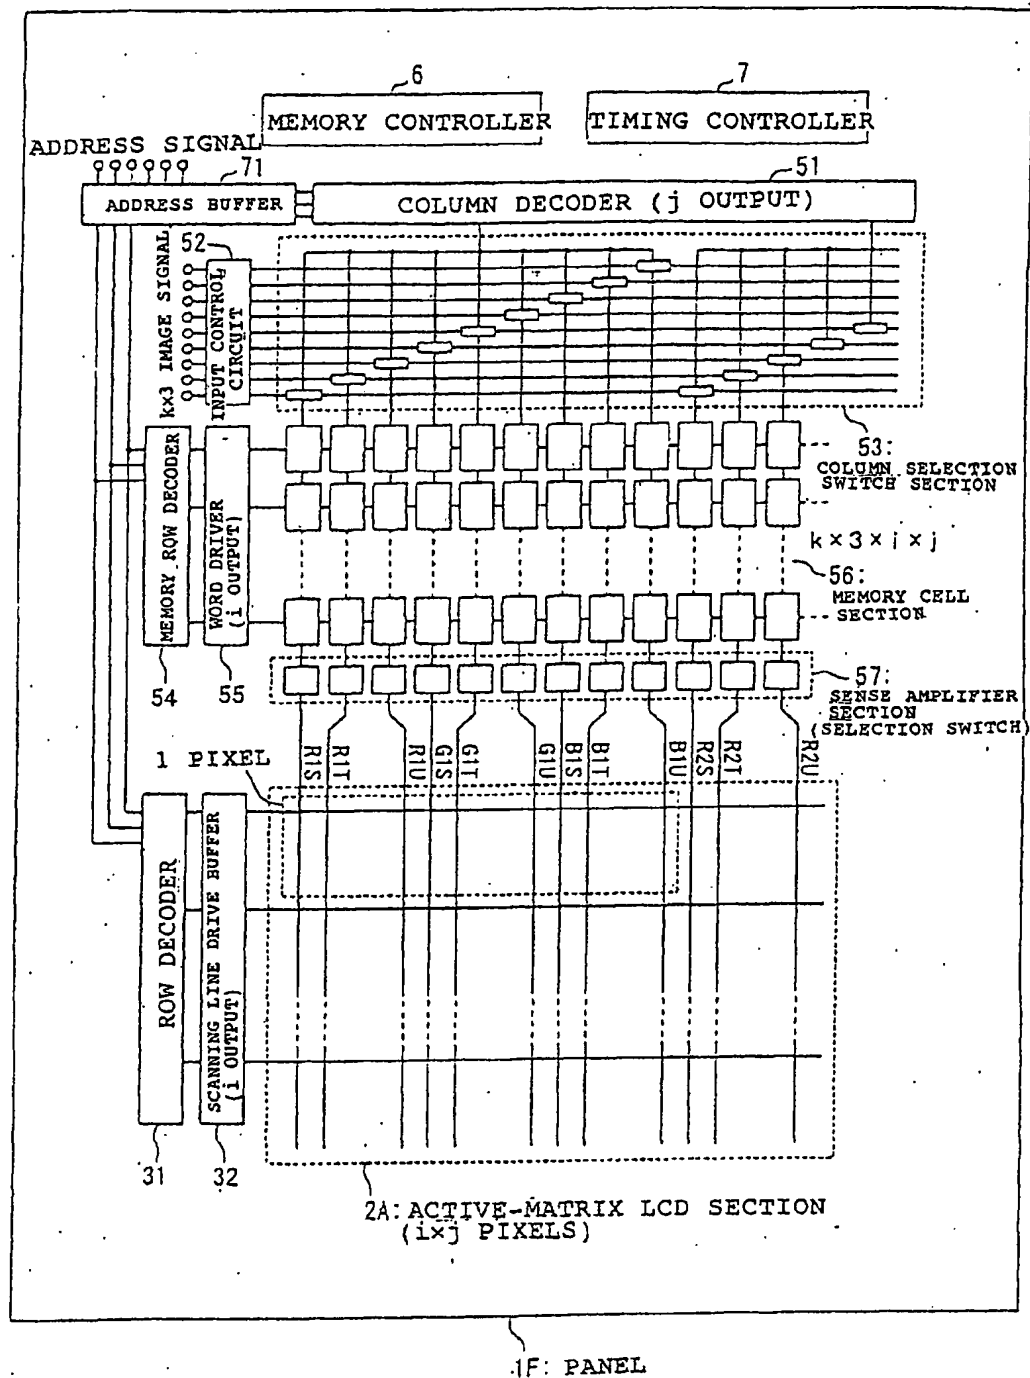 6
7
MEMORY CONTROLLER
TIMING CONTROLLER
ADDRESS SIGNAL
71
51
ADDRESS BUFFER
COLUMN DECODER (j OUTPUT)
52
k×3 IMAGE SIGNAL
INPUT CONTROL
CIRCUIT
53:
COLUMN SELECTION
SWITCH SECTION
MEMORY ROW DECODER
WORD DRIVER
(i OUTPUT)
k×3×i×j
56:
MEMORY CELL
SECTION
54
55
57:
SENSE AMPLIFIER
SECTION
(SELECTION SWITCH)
1 PIXEL
R1S
R1T
R1U
G1S
G1T
G1U
B1S
B1T
B1U
R2S
R2T
R2U
ROW DECODER
SCANNING LINE DRIVE BUFFER
(i OUTPUT)
31
32
2A: ACTIVE-MATRIX LCD SECTION
(i×j PIXELS)
1F: PANEL